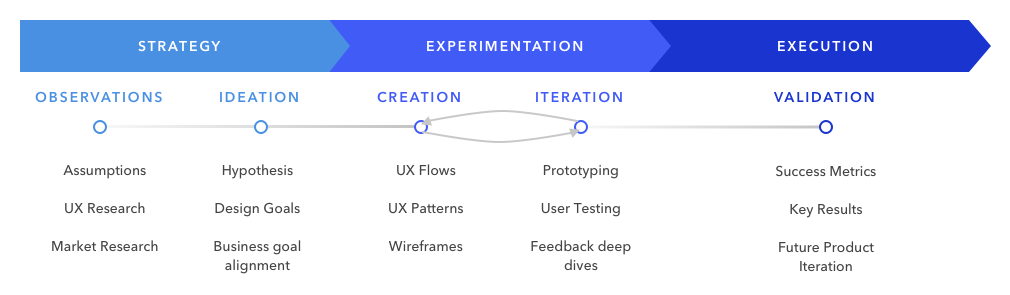 STRATEGY
EXPERIMENTATION
EXECUTION
OBSERVATIONS
IDEATION
CREATION
ITERATION
VALIDATION
Assumptions
UX Research
Market Research
Hypothesis
Design Goals
Business goal
alignment
UX Flows
UX Patterns
Wireframes
Prototyping
User Testing
Feedback deep
dives
Success Metrics
Key Results
Future Product
Iteration